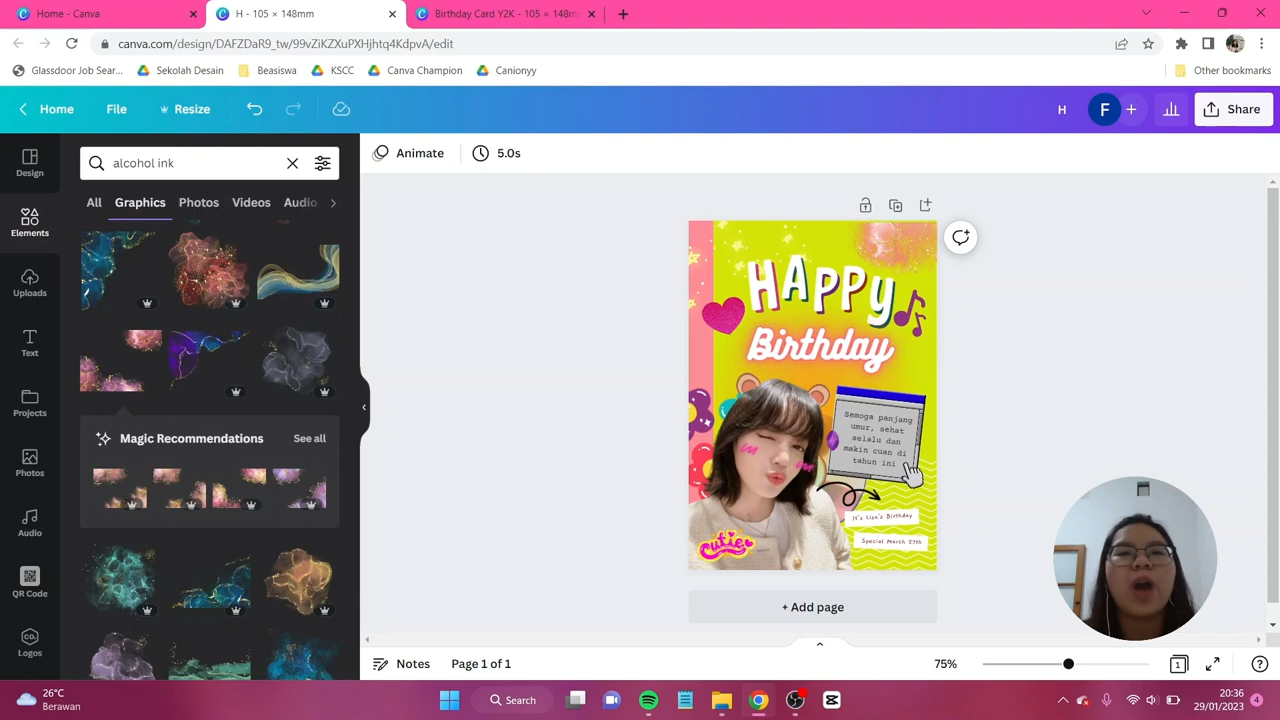 Home - Canva
H - 105 × 148mm
Birthday Card Y2K - 105 × 148m
canva.com/design/DAFZDaR9_tw/99vZiKZXuPXHjhtq4KdpvA/edit
Glassdoor Job Sear...
Sekolah Desain
Beasiswa
KSCC
Canva Champion
Canionyy
Other bookmarks
Home
File
Resize
H
F
Share
Design
Elements
Uploads
Text
Projects
Photos
Audio
QR Code
Logos
CO.
alcohol ink
All
Graphics
Photos
Videos
Audio
Magic Recommendations
See all
Animate
5.0s
HAPPY
Birthday
Semoga panjang
umur, sehat
selalu dan
makin cuan di
tahun ini
It's Lisa's Birthday
Special March 27th
Cutie
+ Add page
Notes
Page 1 of 1
75%
1
26°C
Berawan
Search
20:36
29/01/2023
4